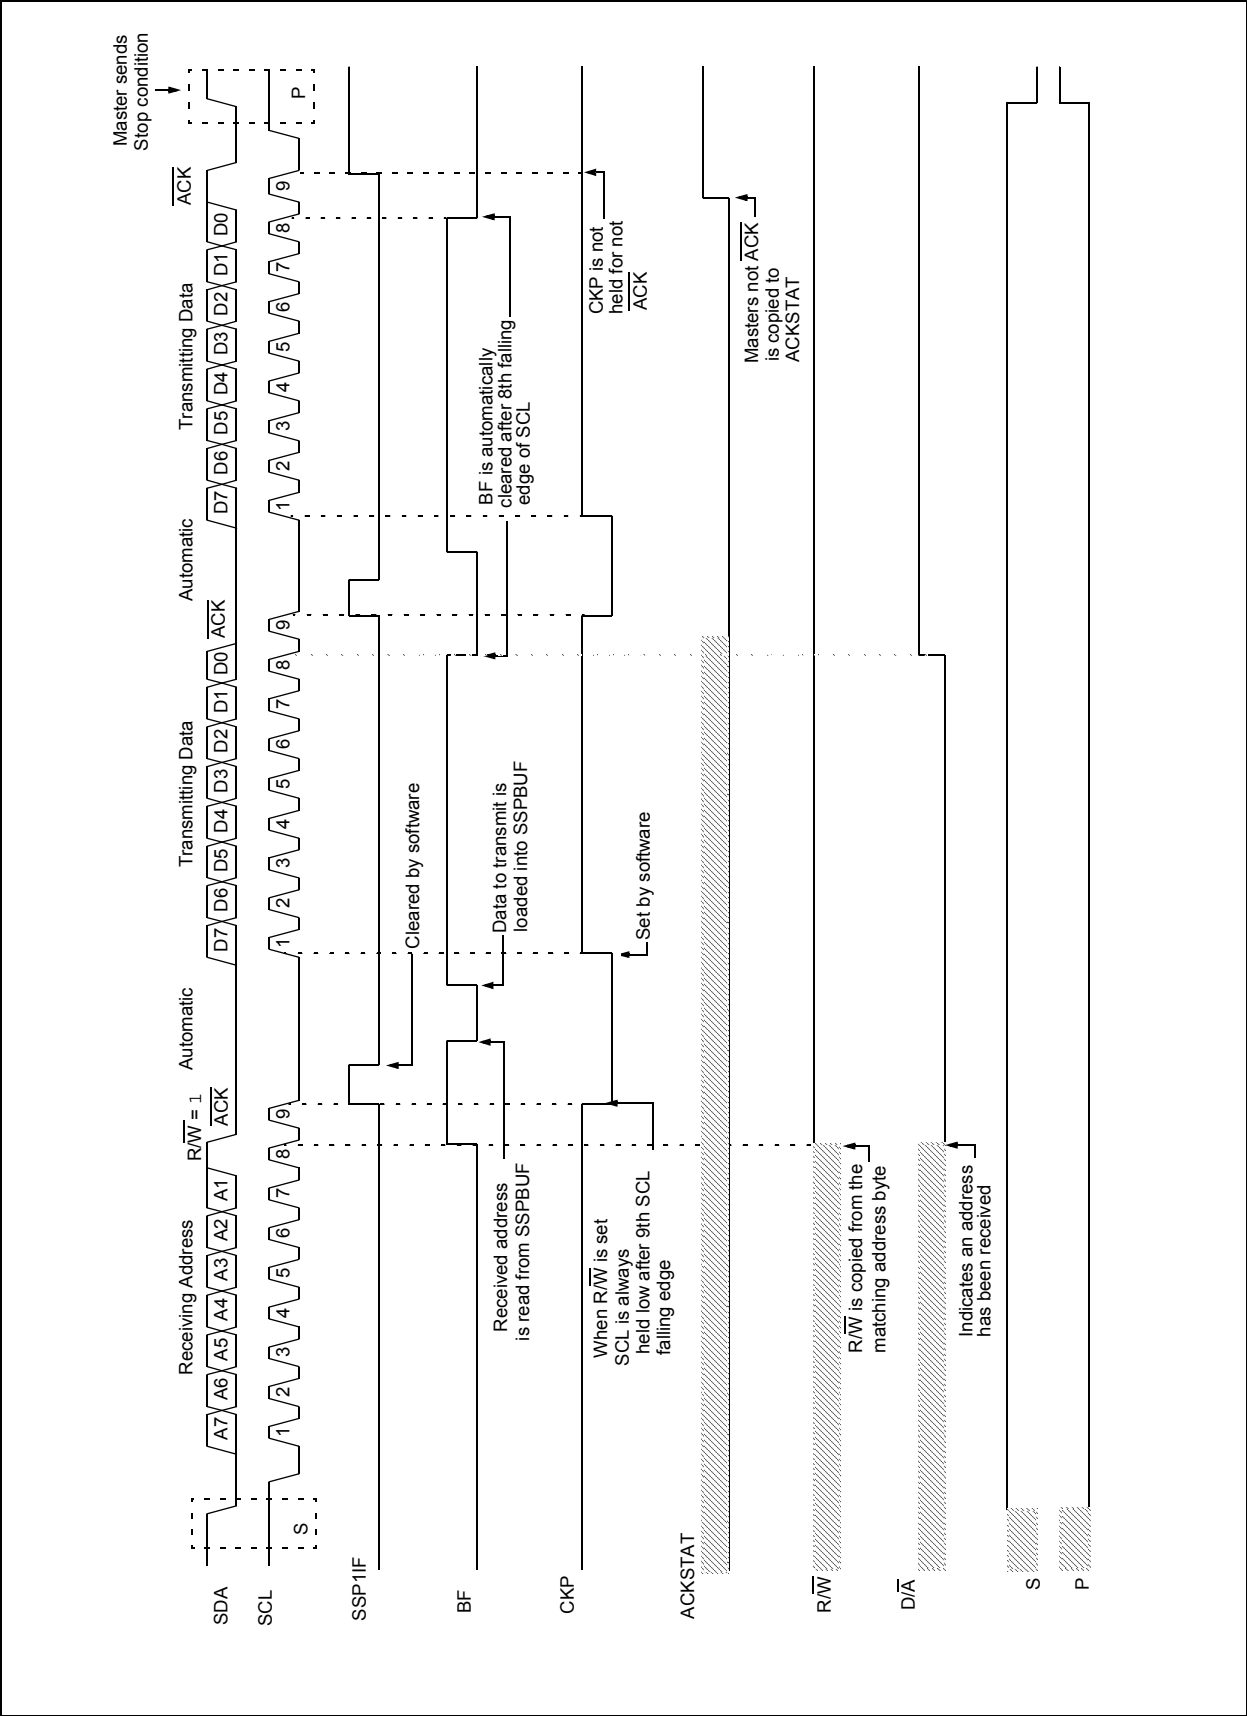 Master sends
Stop condition
Receiving Address
R/W = 1
Automatic
Transmitting Data
Automatic
Transmitting Data
ACK
SDA
A7 A6 A5 A4 A3 A2 A1
ACK
D7 D6 D5 D4 D3 D2 D1 D0
ACK
D7 D6 D5 D4 D3 D2 D1 D0
SCL
S
1 2 3 4 5 6 7 8 9
1 2 3 4 5 6 7 8 9
1 2 3 4 5 6 7 8 9
P
SSP1IF
Cleared by software
BF
Received address
is read from SSPBUF
Data to transmit is
loaded into SSPBUF
BF is automatically
cleared after 8th falling
edge of SCL
CKP
When R/W is set
SCL is always
held low after 9th SCL
falling edge
Set by software
CKP is not
held for not
ACK
ACKSTAT
Masters not ACK
is copied to
ACKSTAT
R/W
R/W is copied from the
matching address byte
D/A
Indicates an address
has been received
S
P